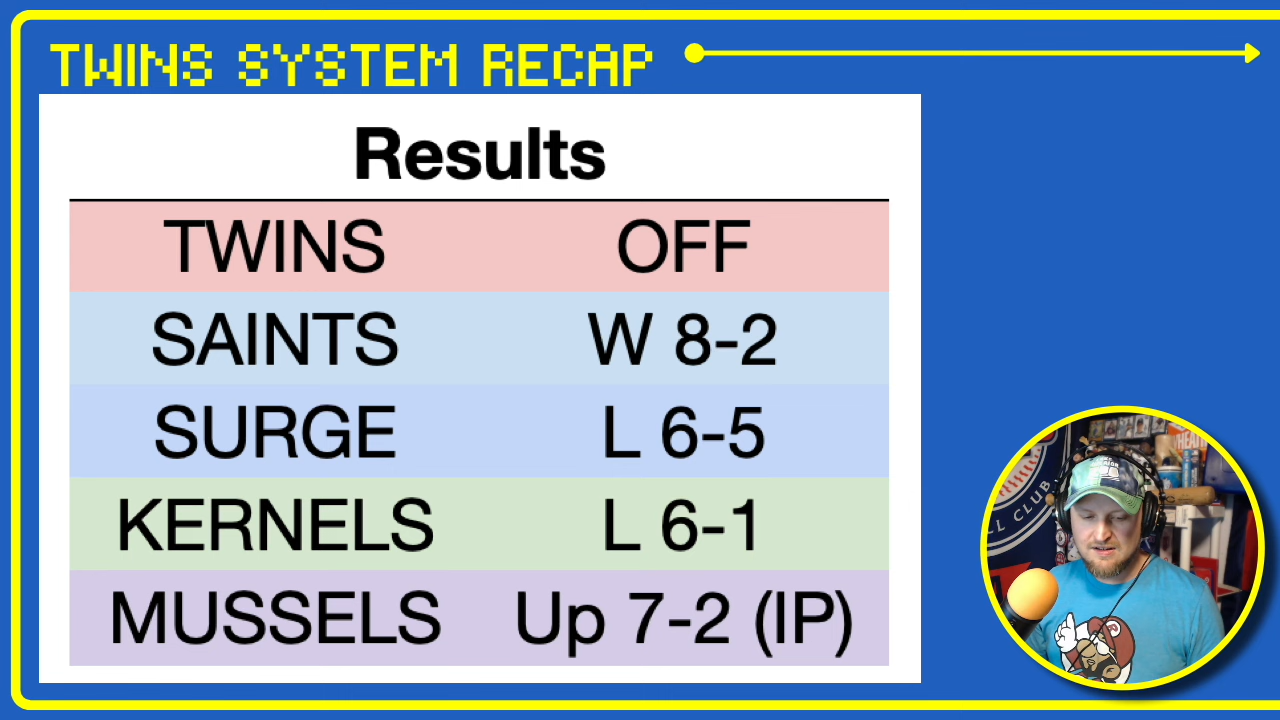 TWINS SYSTEM RECAP
Results
TWINS OFF
SAINTS W 8-2
SURGE L 6-5
KERNELS L 6-1
MUSSELS Up 7-2 (IP)
L CLUB